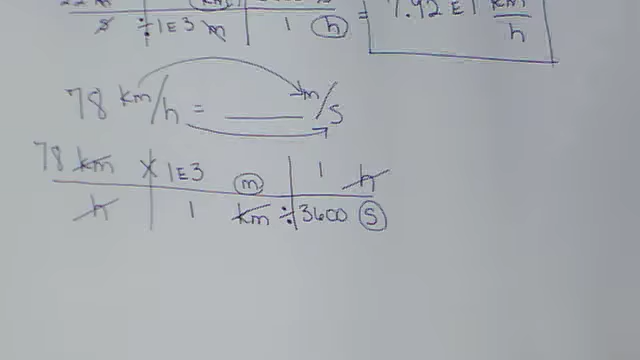 ÷ 1E3 m 1 h = 7.92 E1 km/h
78 km/h = ______ m/s
78 km × 1E3 m 1 h
h 1 km ÷ 3600 s